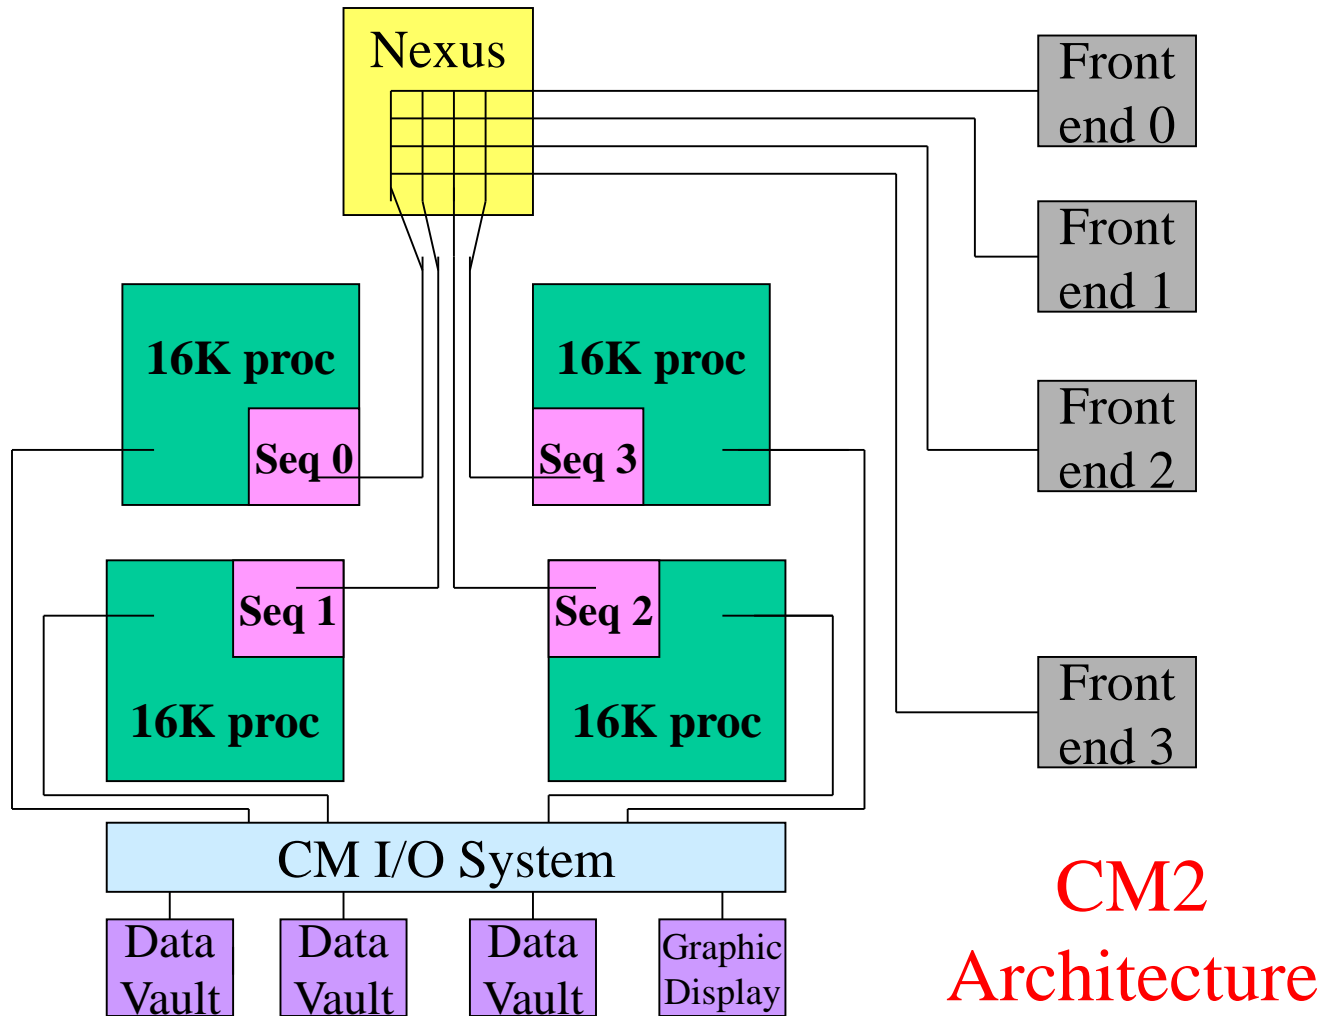 Nexus
Front
end 0
Front
end 1
16K proc
16K proc
Seq 0
Seq 3
Front
end 2
Seq 1
Seq 2
16K proc
16K proc
Front
end 3
CM I/O System
Data
Vault
Data
Vault
Data
Vault
Graphic
Display
CM2
Architecture